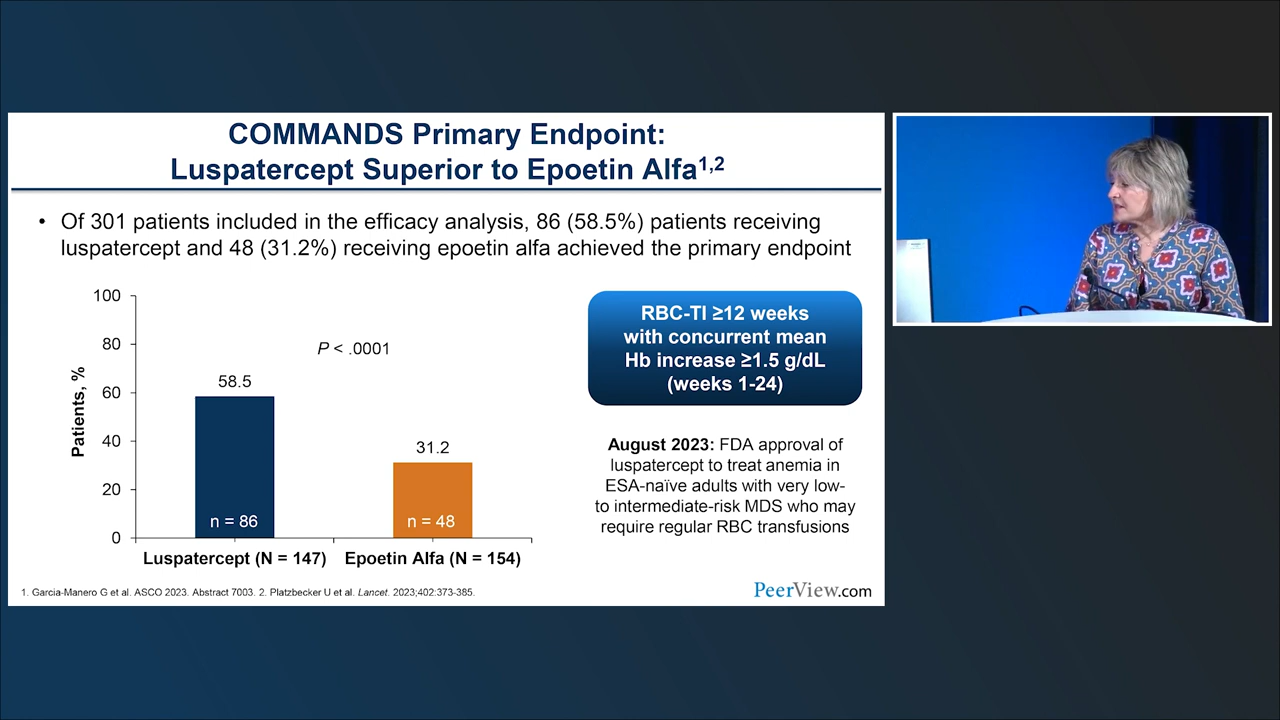 COMMANDS Primary Endpoint:
Luspatercept Superior to Epoetin Alfa1,2
• Of 301 patients included in the efficacy analysis, 86 (58.5%) patients receiving
luspatercept and 48 (31.2%) receiving epoetin alfa achieved the primary endpoint
Patients, %
100
80
60
40
20
0
P < .0001
58.5
31.2
n = 86
n = 48
Luspatercept (N = 147)
Epoetin Alfa (N = 154)
RBC-TI ≥12 weeks
with concurrent mean
Hb increase ≥1.5 g/dL
(weeks 1-24)
August 2023: FDA approval of
luspatercept to treat anemia in
ESA-naïve adults with very low-
to intermediate-risk MDS who may
require regular RBC transfusions
1. Garcia-Manero G et al. ASCO 2023. Abstract 7003. 2. Platzbecker U et al. Lancet. 2023;402:373-385.
PeerView.com